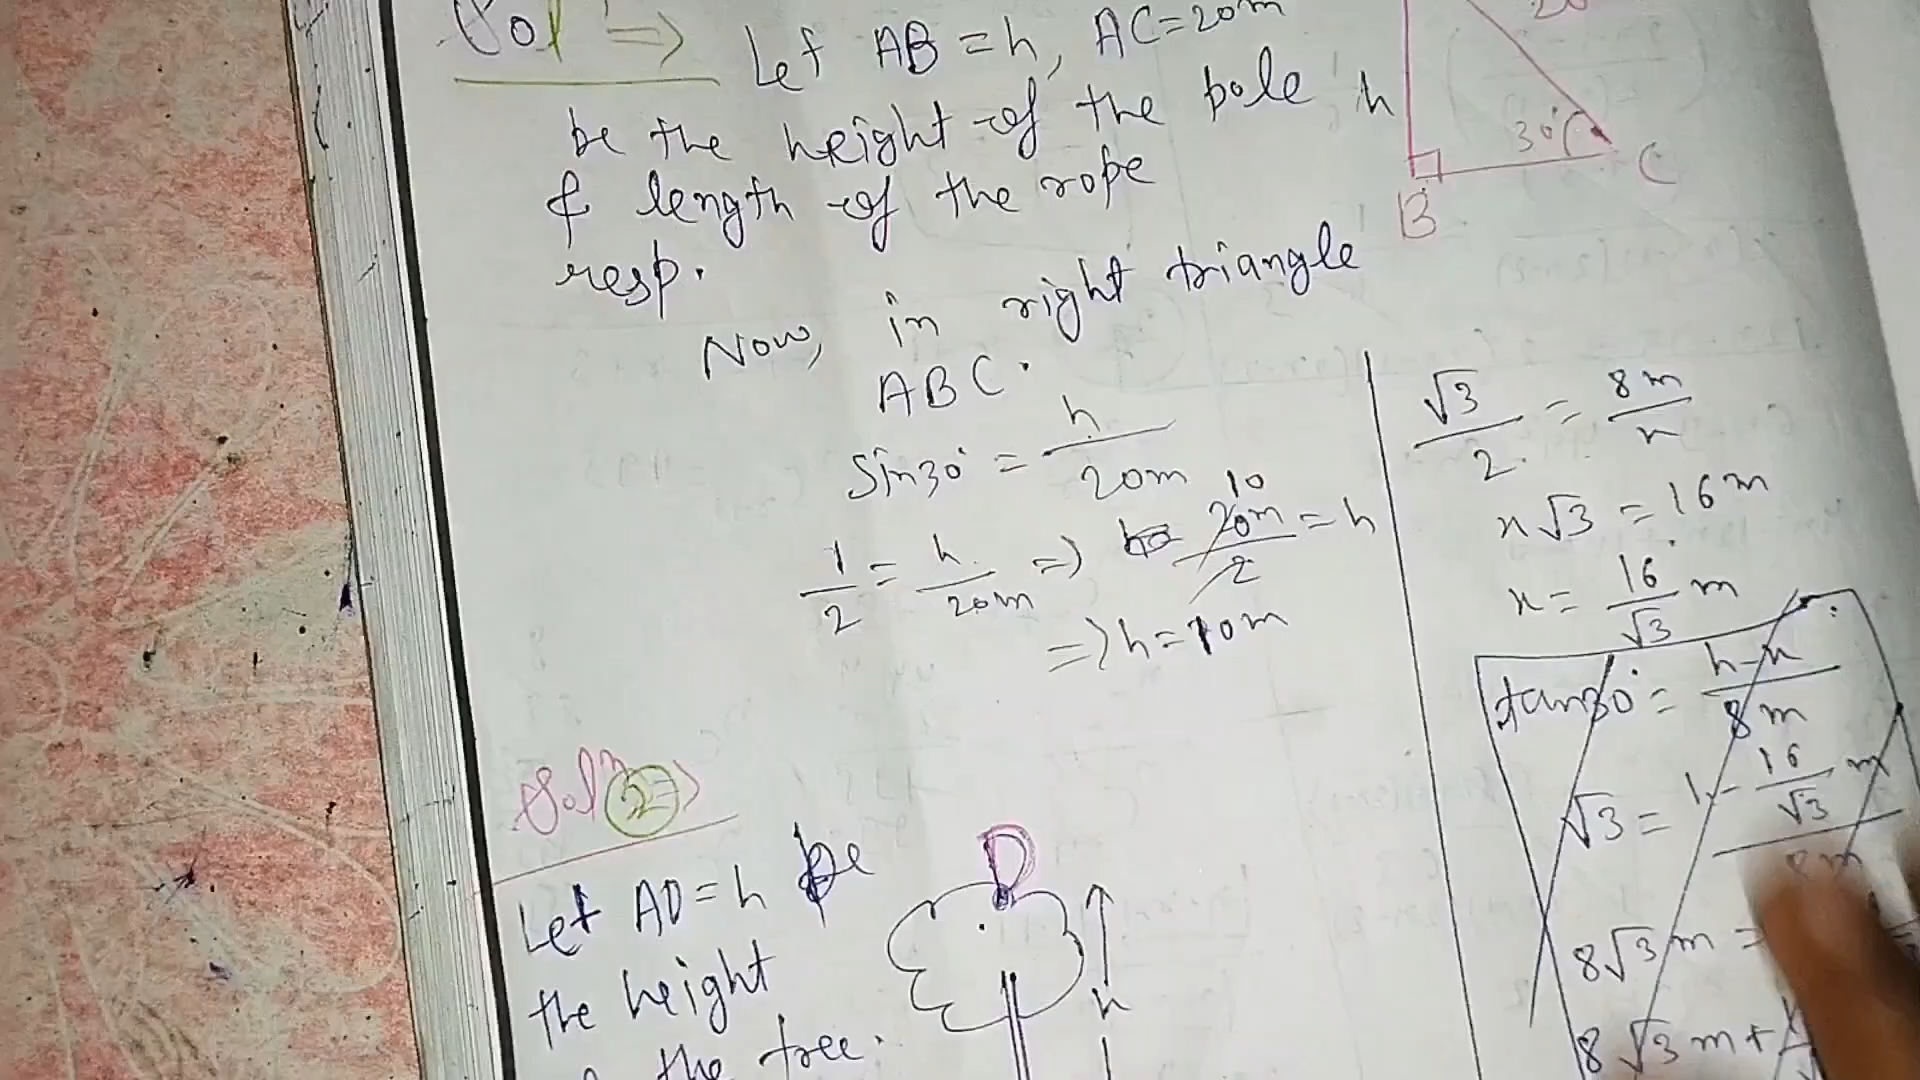 Sol ⇒ Let AB = h, AC = 20m
be the height of the pole
& length of the rope
resp.
h
30°
B
C
Now, in right triangle
ABC.
sin30° = h/20m
1/2 = h/20m ⇒ 20m/2 = h
10
⇒ h = 10m
√3/2 = 8m/x
x√3 = 16m
x = 16/√3 m
tan30° = h-x/8m
√3 = h - 16/√3 m
8m
8√3 m =
8√3 m +
Solⁿ 2 ⇒
Let AD = h be
the height
the tree.
D
h